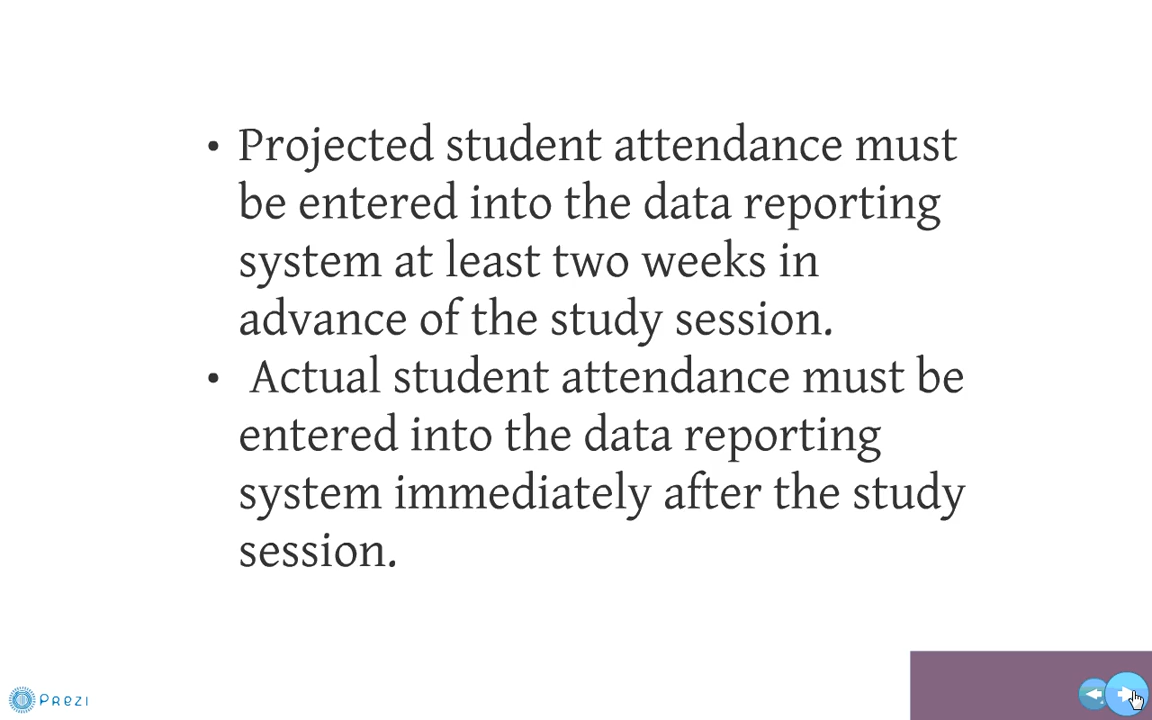 • Projected student attendance must
be entered into the data reporting
system at least two weeks in
advance of the study session.
• Actual student attendance must be
entered into the data reporting
system immediately after the study
session.
Prezi